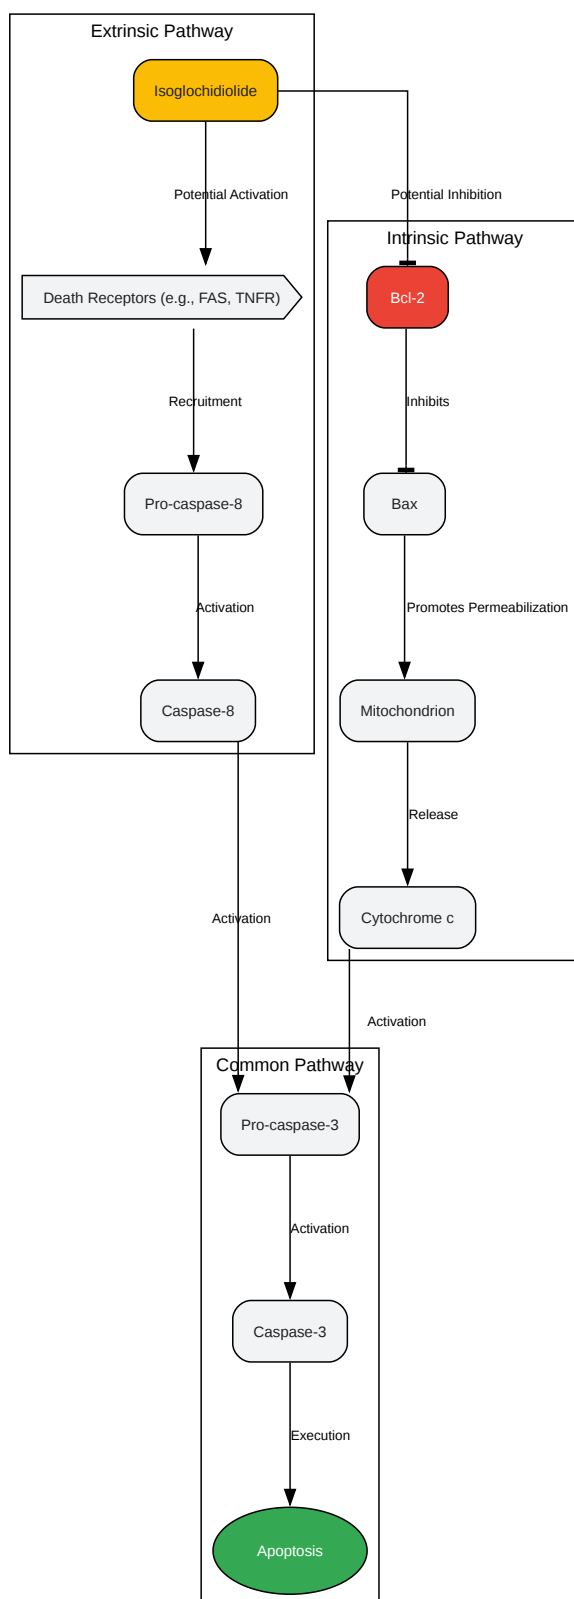 Extrinsic Pathway
Isoglochidiolide
Potential Activation
Potential Inhibition
Intrinsic Pathway
Death Receptors (e.g., FAS, TNFR)
Bcl-2
Recruitment
Inhibits
Pro-caspase-8
Bax
Activation
Promotes Permeabilization
Caspase-8
Mitochondrion
Release
Activation
Cytochrome c
Activation
Common Pathway
Pro-caspase-3
Activation
Caspase-3
Execution
Apoptosis